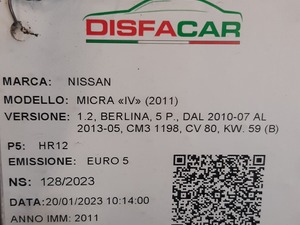 DISFACAR
MARCA: NISSAN
MODELLO: MICRA «IV» (2011)
VERSIONE: 1.2, BERLINA, 5 P., DAL 2010-07 AL
2013-05, CM3 1198, CV 80, KW. 59 (B)
P5: HR12
EMISSIONE: EURO 5
NS: 128/2023
DATA:20/01/2023 10:14:00
ANNO IMM: 2011